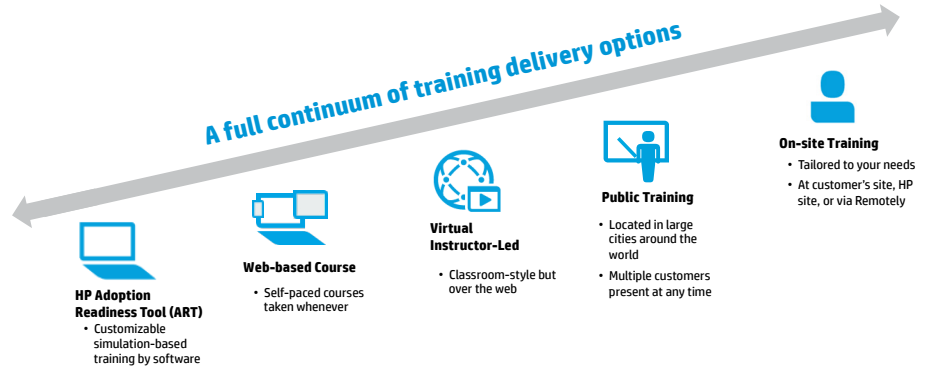 A full continuum of training delivery options
HP Adoption
Readiness Tool (ART)
• Customizable
simulation-based
training by software
Web-based Course
• Self-paced courses
taken whenever
Virtual
Instructor-Led
• Classroom-style but
over the web
Public Training
• Located in large
cities around the
world
• Multiple customers
present at any time
On-site Training
• Tailored to your needs
• At customer's site, HP
site, or via Remotely